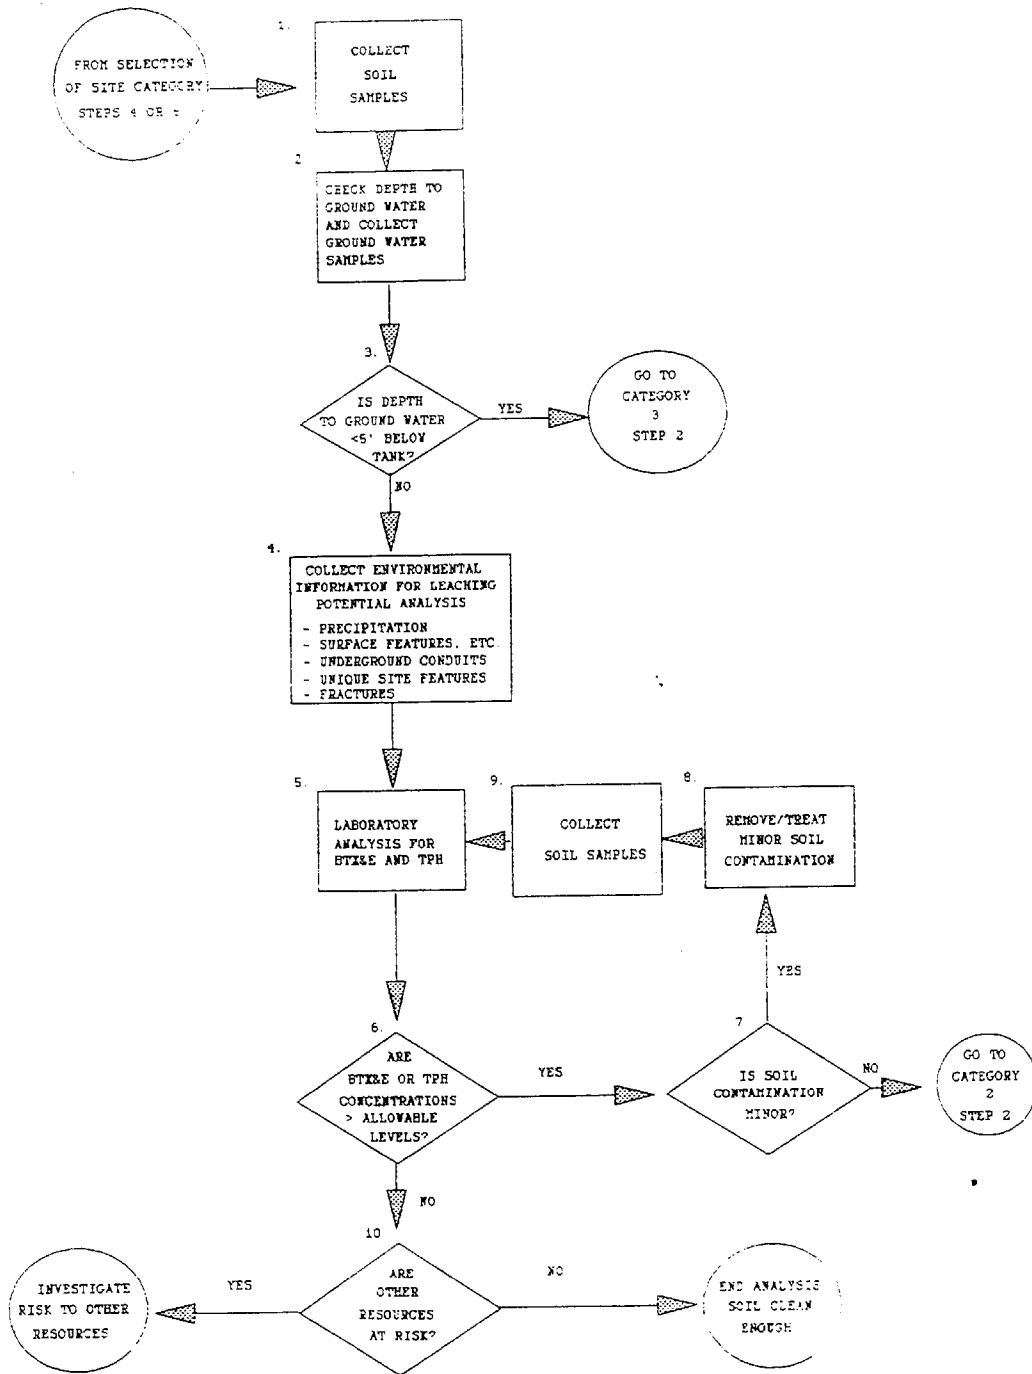 FROM SELECTION
OF SITE CATEGORY
STEPS 4 OR
1.
COLLECT
SOIL
SAMPLES
2
CHECK DEPTH TO
GROUND WATER
AND COLLECT
GROUND WATER
SAMPLES
3.
IS DEPTH
TO GROUND WATER
<5' BELOW
TANK?
YES
GO TO
CATEGORY
3
STEP 2
NO
4.
COLLECT ENVIRONMENTAL
INFORMATION FOR LEACHING
POTENTIAL ANALYSIS
- PRECIPITATION
- SURFACE FEATURES, ETC
- UNDERGROUND CONDUITS
- UNIQUE SITE FEATURES
- FRACTURES
5.
LABORATORY
ANALYSIS FOR
BTX&E AND TPH
9.
COLLECT
SOIL SAMPLES
8.
REMOVE/TREAT
MINOR SOIL
CONTAMINATION
YES
6.
ARE
BTX&E OR TPH
CONCENTRATIONS
> ALLOWABLE
LEVELS?
YES
7
IS SOIL
CONTAMINATION
MINOR?
NO
GO TO
CATEGORY
2
STEP 2
NO
10
ARE
OTHER
RESOURCES
AT RISK?
YES
INVESTIGATE
RISK TO OTHER
RESOURCES
NO
END ANALYSIS
SOIL CLEAN
ENOUGH